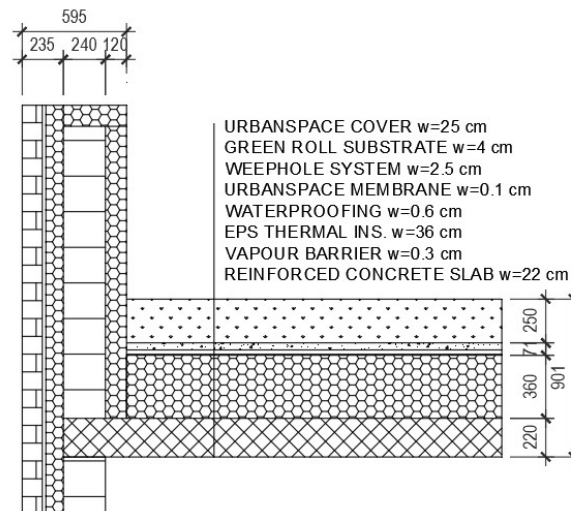 595
235 240 120
URBANSPACE COVER w=25 cm
GREEN ROLL SUBSTRATE w=4 cm
WEEPHOLE SYSTEM w=2.5 cm
URBANSPACE MEMBRANE w=0.1 cm
WATERPROOFING w=0.6 cm
EPS THERMAL INS. w=36 cm
VAPOUR BARRIER w=0.3 cm
REINFORCED CONCRETE SLAB w=22 cm
250
71
360
220
901